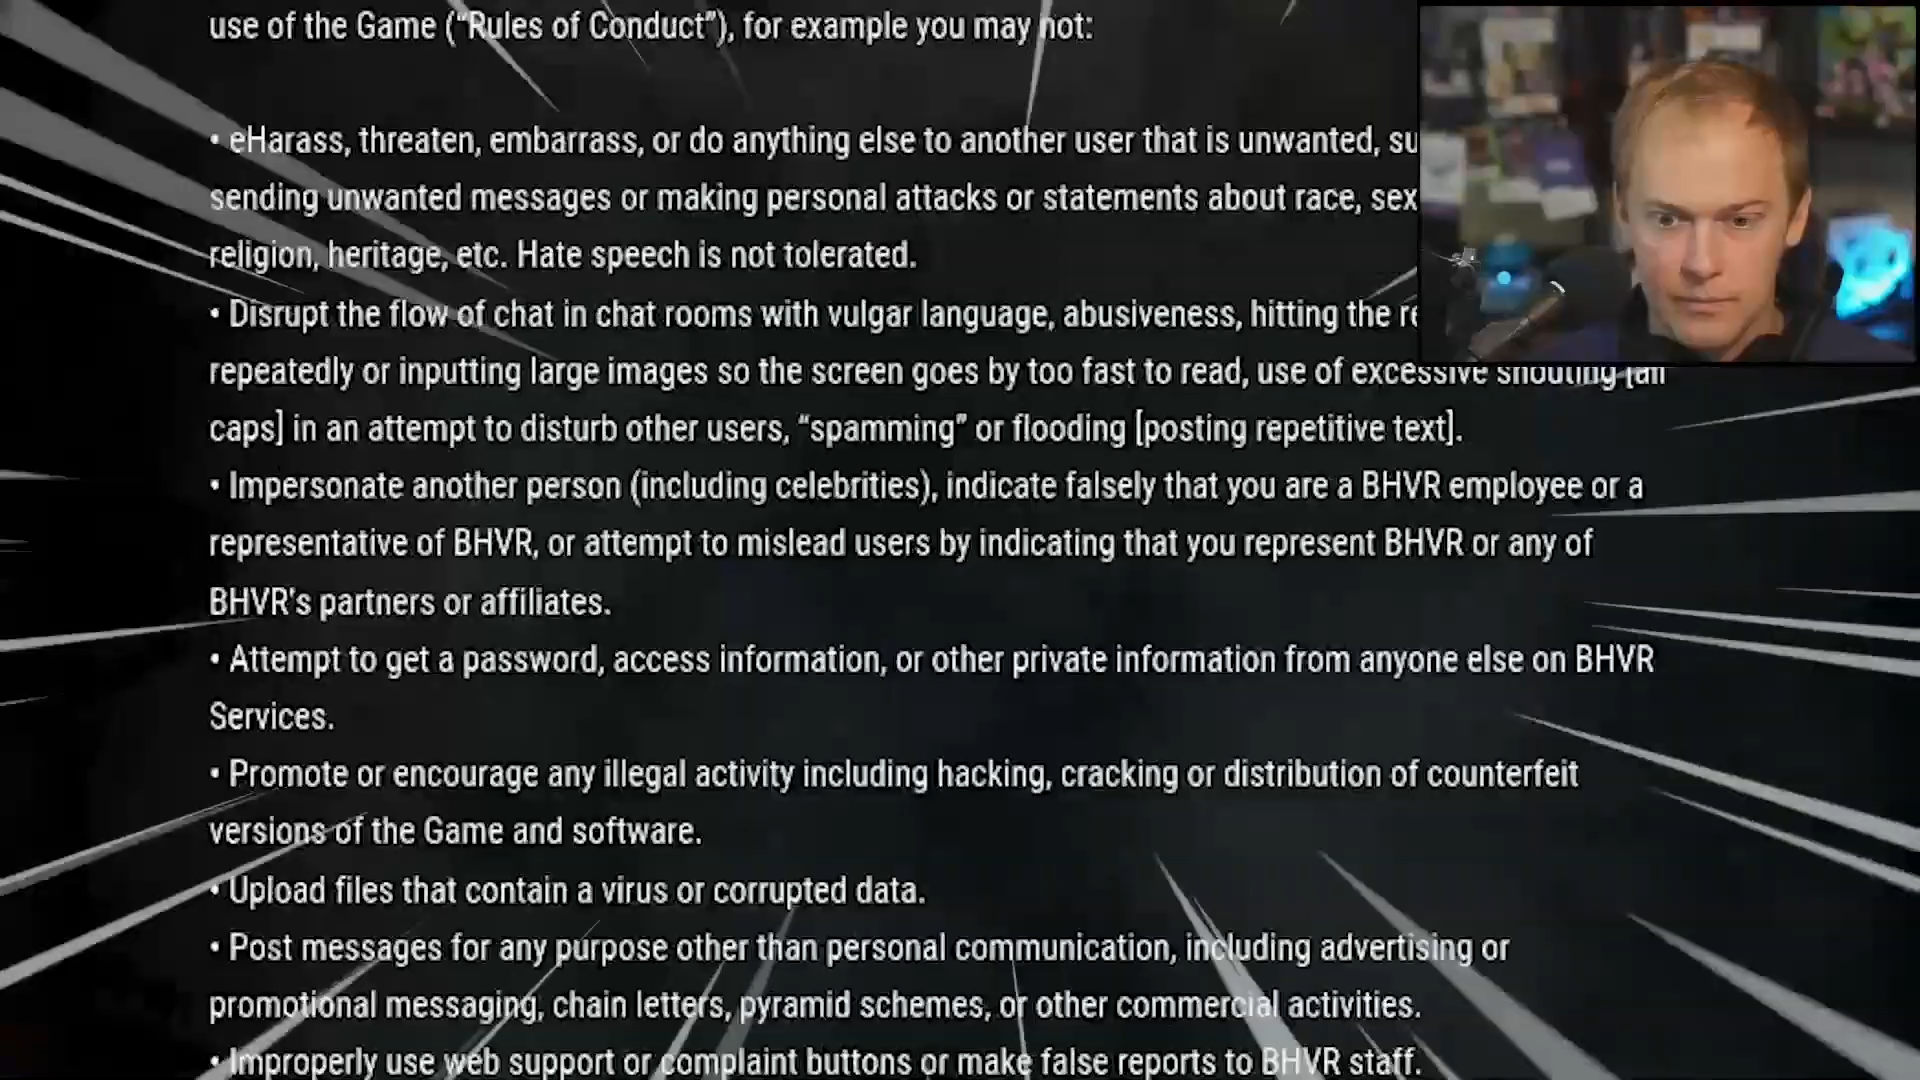 use of the Game (“Rules of Conduct”), for example you may not:
• eHarass, threaten, embarrass, or do anything else to another user that is unwanted,
sending unwanted messages or making personal attacks or statements about race,
religion, heritage, etc. Hate speech is not tolerated.
• Disrupt the flow of chat in chat rooms with vulgar language, abusiveness, hitting the
repeatedly or inputting large images so the screen goes by too fast to read, use of excessive shouting [all
caps] in an attempt to disturb other users, “spamming” or flooding [posting repetitive text].
• Impersonate another person (including celebrities), indicate falsely that you are a BHVR employee or a
representative of BHVR, or attempt to mislead users by indicating that you represent BHVR or any of
BHVR’s partners or affiliates.
• Attempt to get a password, access information, or other private information from anyone else on BHVR
Services.
• Promote or encourage any illegal activity including hacking, cracking or distribution of counterfeit
versions of the Game and software.
• Upload files that contain a virus or corrupted data.
• Post messages for any purpose other than personal communication, including advertising or
promotional messaging, chain letters, pyramid schemes, or other commercial activities.
• Improperly use web support or complaint buttons or make false reports to BHVR staff.